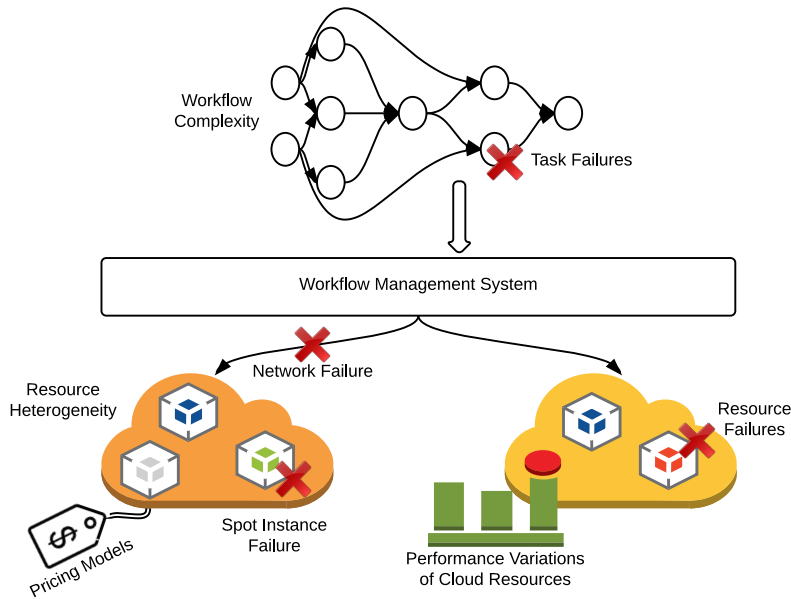 Workflow
Complexity
Task Failures
Workflow Management System
Network Failure
Resource
Heterogeneity
Resource
Failures
Spot Instance
Failure
$
Pricing Models
Performance Variations
of Cloud Resources